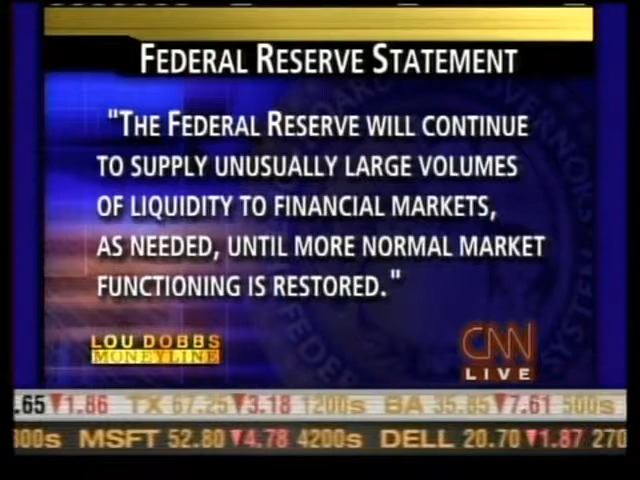 FEDERAL RESERVE STATEMENT
"THE FEDERAL RESERVE WILL CONTINUE
TO SUPPLY UNUSUALLY LARGE VOLUMES
OF LIQUIDITY TO FINANCIAL MARKETS,
AS NEEDED, UNTIL MORE NORMAL MARKET
FUNCTIONING IS RESTORED."
LOU DOBBS
MONEYLINE
CNN
LIVE
.65▼1.86 TX 67.25▼3.18 1200s BA 35.85▼7.61 500s
300s MSFT 52.80▼4.78 4200s DELL 20.70▼1.87 270